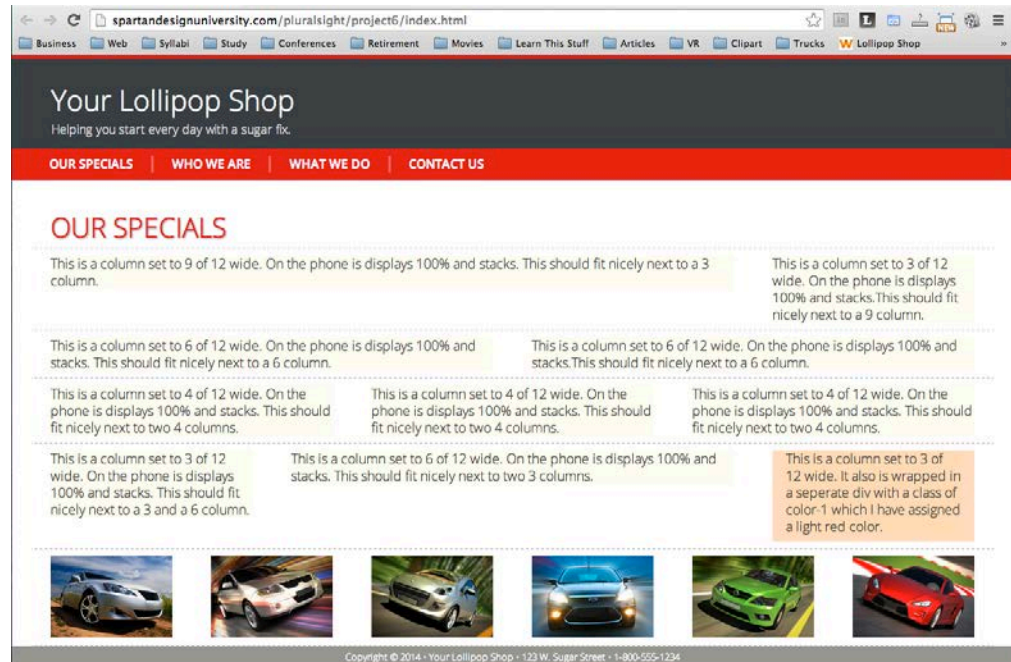 spartandesignuniversity.com/pluralsight/project6/index.html
Business Web Syllabi Study Conferences Retirement Movies Learn This Stuff Articles VR Clipart Trucks Lollipop Shop »
Your Lollipop Shop
Helping you start every day with a sugar fix.
OUR SPECIALS | WHO WE ARE | WHAT WE DO | CONTACT US
OUR SPECIALS
This is a column set to 9 of 12 wide. On the phone is displays 100% and stacks. This should fit nicely next to a 3
column.
This is a column set to 3 of 12
wide. On the phone is displays
100% and stacks.This should fit
nicely next to a 9 column.
This is a column set to 6 of 12 wide. On the phone is displays 100% and
stacks. This should fit nicely next to a 6 column.
This is a column set to 6 of 12 wide. On the phone is displays 100% and
stacks.This should fit nicely next to a 6 column.
This is a column set to 4 of 12 wide. On the
phone is displays 100% and stacks. This should
fit nicely next to two 4 columns.
This is a column set to 4 of 12 wide. On the
phone is displays 100% and stacks. This should
fit nicely next to two 4 columns.
This is a column set to 4 of 12 wide. On the
phone is displays 100% and stacks. This should
fit nicely next to two 4 columns.
This is a column set to 3 of 12
wide. On the phone is displays
100% and stacks. This should fit
nicely next to a 3 and a 6 column.
This is a column set to 6 of 12 wide. On the phone is displays 100% and
stacks. This should fit nicely next to two 3 columns.
This is a column set to 3 of
12 wide. It also is wrapped in
a seperate div with a class of
color-1 which I have assigned
a light red color.
Copyright © 2014 • Your Lollipop Shop • 123 W. Sugar Street • 1-800-555-1234